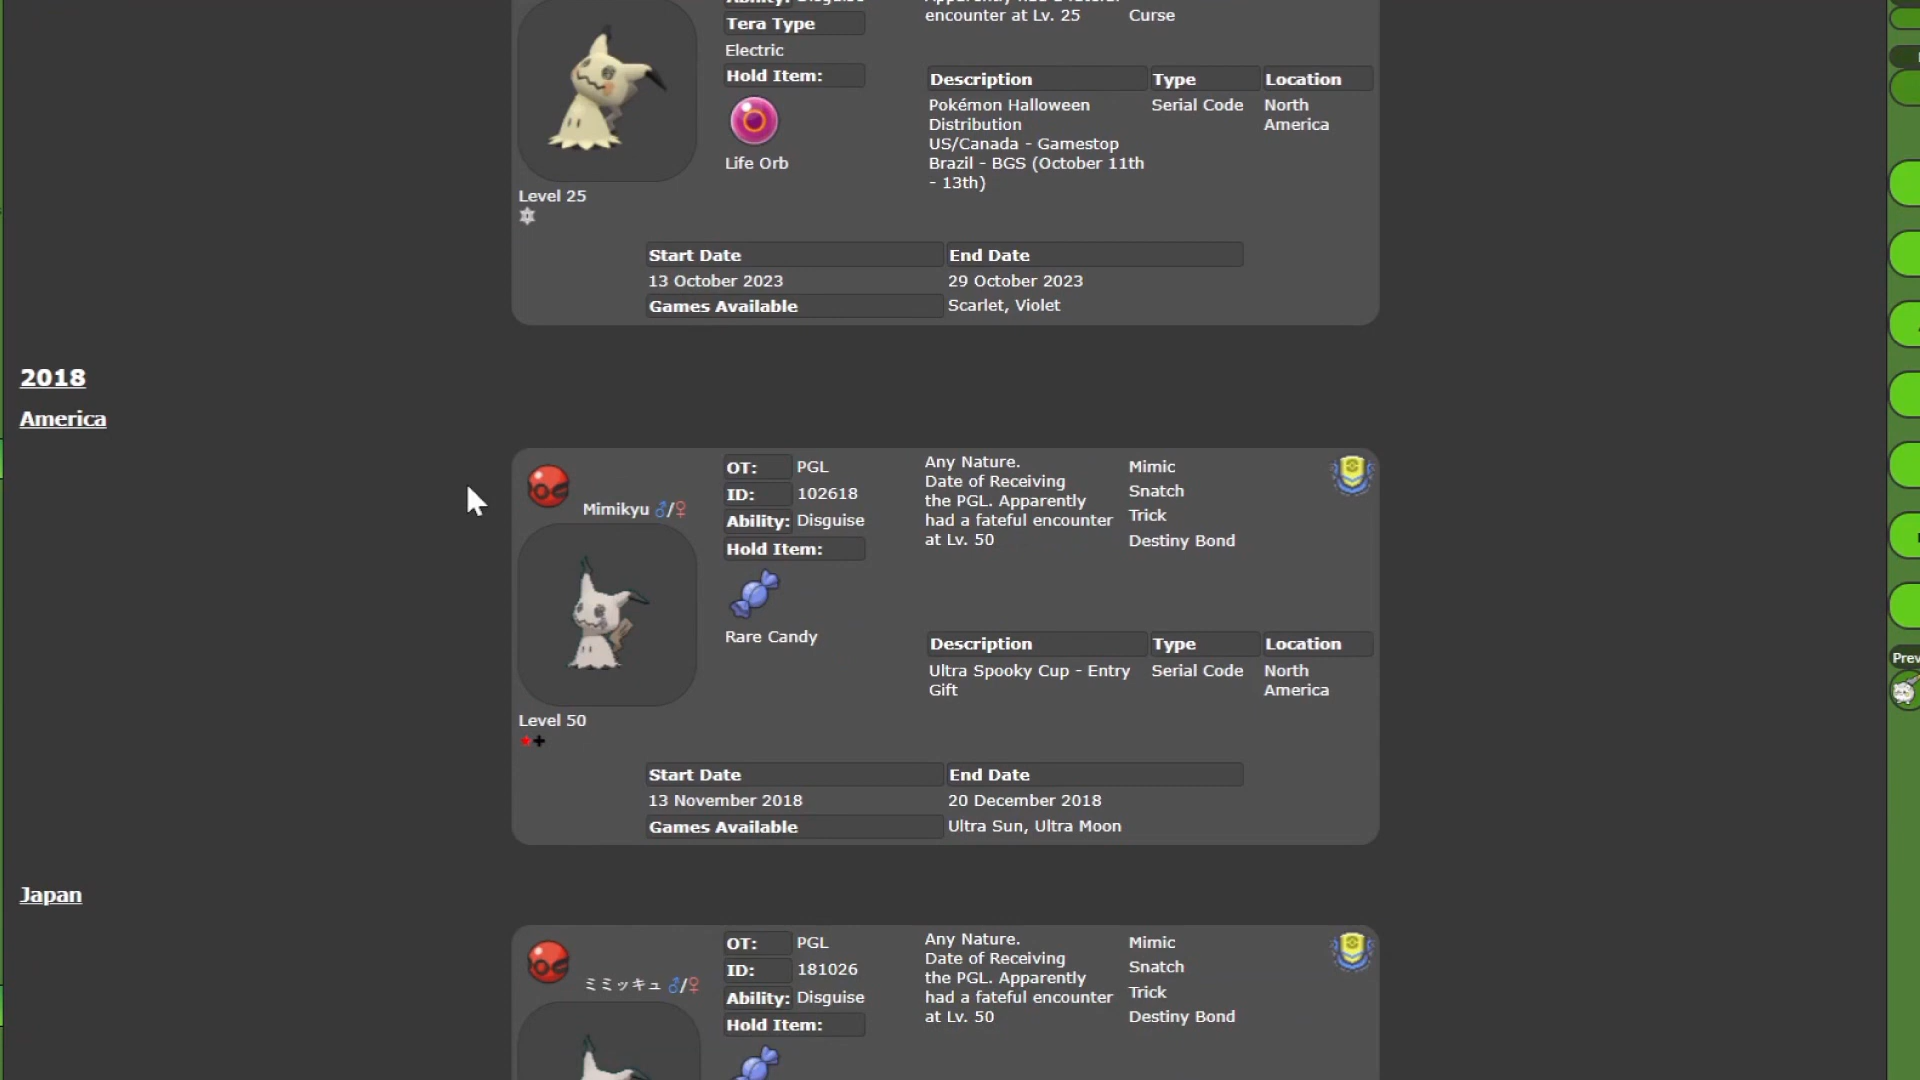 encounter at Lv. 25
Curse
Tera Type
Electric
Hold Item:
Life Orb
Description Type Location
Pokémon Halloween
Distribution
US/Canada - Gamestop
Brazil - BGS (October 11th
- 13th)
Serial Code
North
America
Level 25
Start Date End Date
13 October 2023 29 October 2023
Games Available Scarlet, Violet
2018
America
Mimikyu ♂/♀
OT: PGL
ID: 102618
Ability: Disguise
Hold Item:
Rare Candy
Any Nature.
Date of Receiving
the PGL. Apparently
had a fateful encounter
at Lv. 50
Mimic
Snatch
Trick
Destiny Bond
Description Type Location
Ultra Spooky Cup - Entry
Gift
Serial Code
North
America
Level 50
Start Date End Date
13 November 2018 20 December 2018
Games Available Ultra Sun, Ultra Moon
Japan
ミミッキュ ♂/♀
OT: PGL
ID: 181026
Ability: Disguise
Hold Item:
Any Nature.
Date of Receiving
the PGL. Apparently
had a fateful encounter
at Lv. 50
Mimic
Snatch
Trick
Destiny Bond